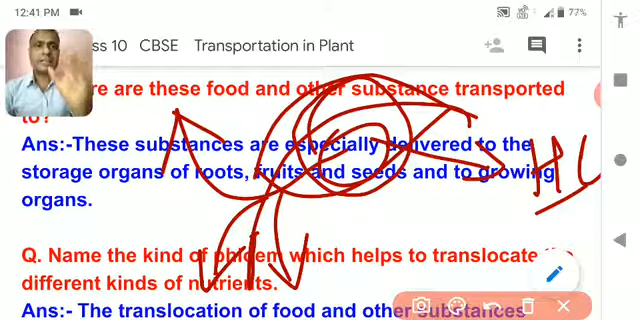 12:41 PM
77%
ss 10 CBSE Transportation in Plant
re are these food and other substance transported
to?
Ans:-These substances are especially delivered to the
storage organs of roots, fruits and seeds and to growing
organs.
Q. Name the kind of phloem which helps to translocate the
different kinds of nutrients.
Ans:- The translocation of food and other substances